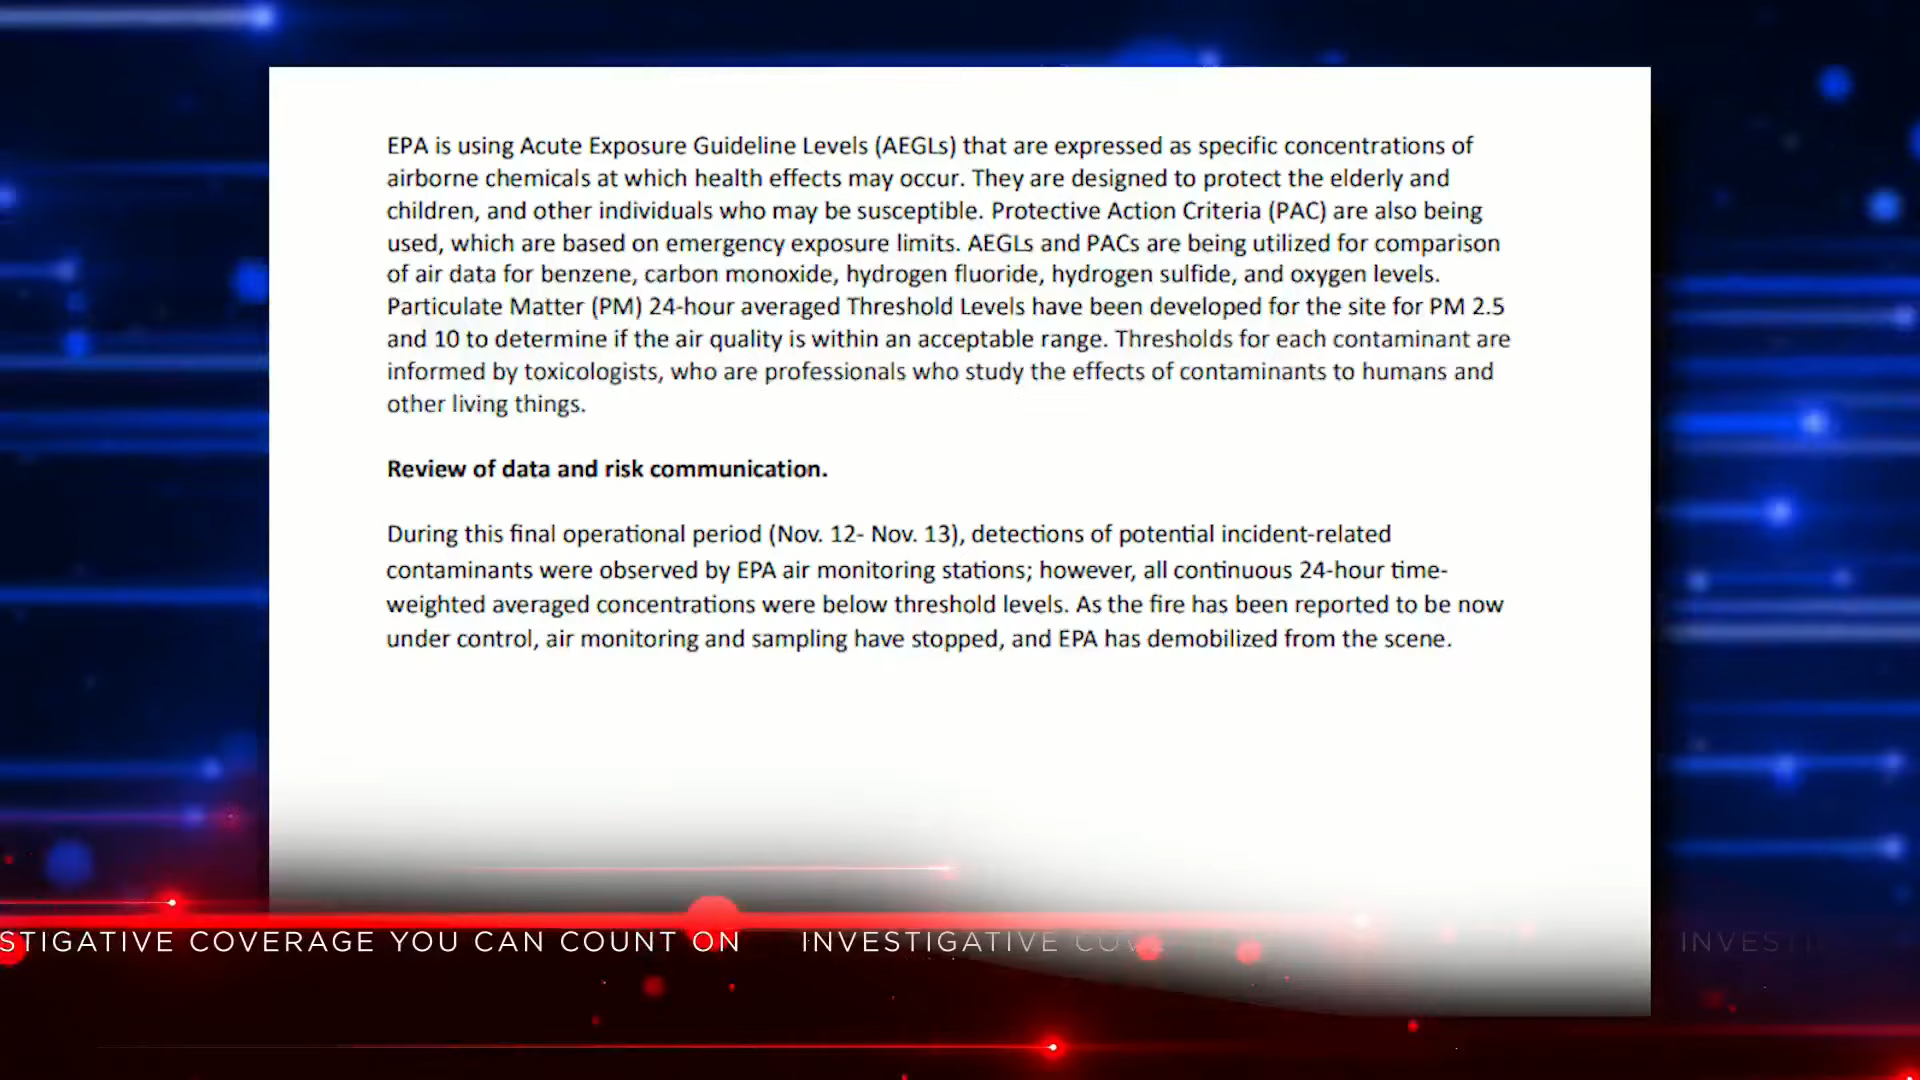 EPA is using Acute Exposure Guideline Levels (AEGLs) that are expressed as specific concentrations of
airborne chemicals at which health effects may occur. They are designed to protect the elderly and
children, and other individuals who may be susceptible. Protective Action Criteria (PAC) are also being
used, which are based on emergency exposure limits. AEGLs and PACs are being utilized for comparison
of air data for benzene, carbon monoxide, hydrogen fluoride, hydrogen sulfide, and oxygen levels.
Particulate Matter (PM) 24-hour averaged Threshold Levels have been developed for the site for PM 2.5
and 10 to determine if the air quality is within an acceptable range. Thresholds for each contaminant are
informed by toxicologists, who are professionals who study the effects of contaminants to humans and
other living things.
Review of data and risk communication.
During this final operational period (Nov. 12- Nov. 13), detections of potential incident-related
contaminants were observed by EPA air monitoring stations; however, all continuous 24-hour time-
weighted averaged concentrations were below threshold levels. As the fire has been reported to be now
under control, air monitoring and sampling have stopped, and EPA has demobilized from the scene.
STIGATIVE COVERAGE YOU CAN COUNT ON INVESTIGATIVE